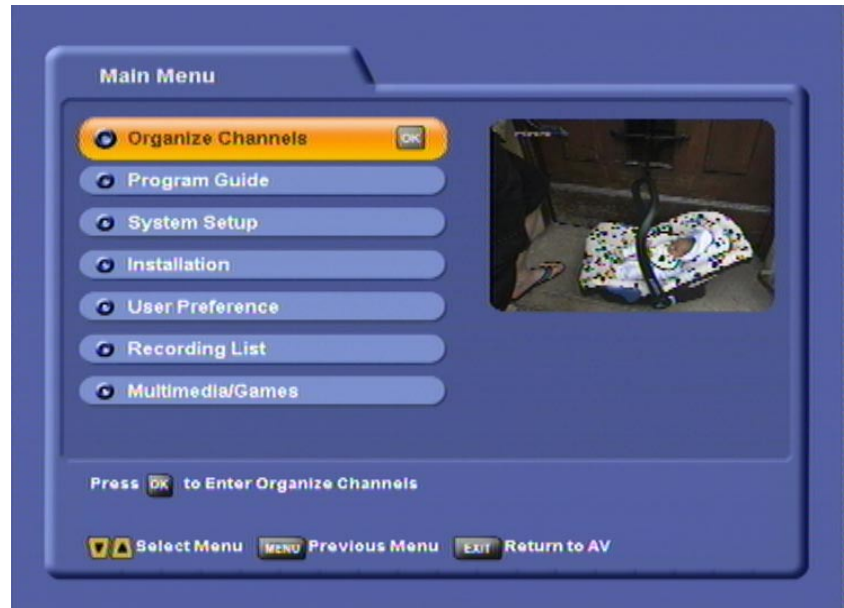 Main Menu
Organize Channels OK
Program Guide
System Setup
Installation
User Preference
Recording List
Multimedia/Games
Press OK to Enter Organize Channels
Select Menu MENU Previous Menu EXIT Return to AV